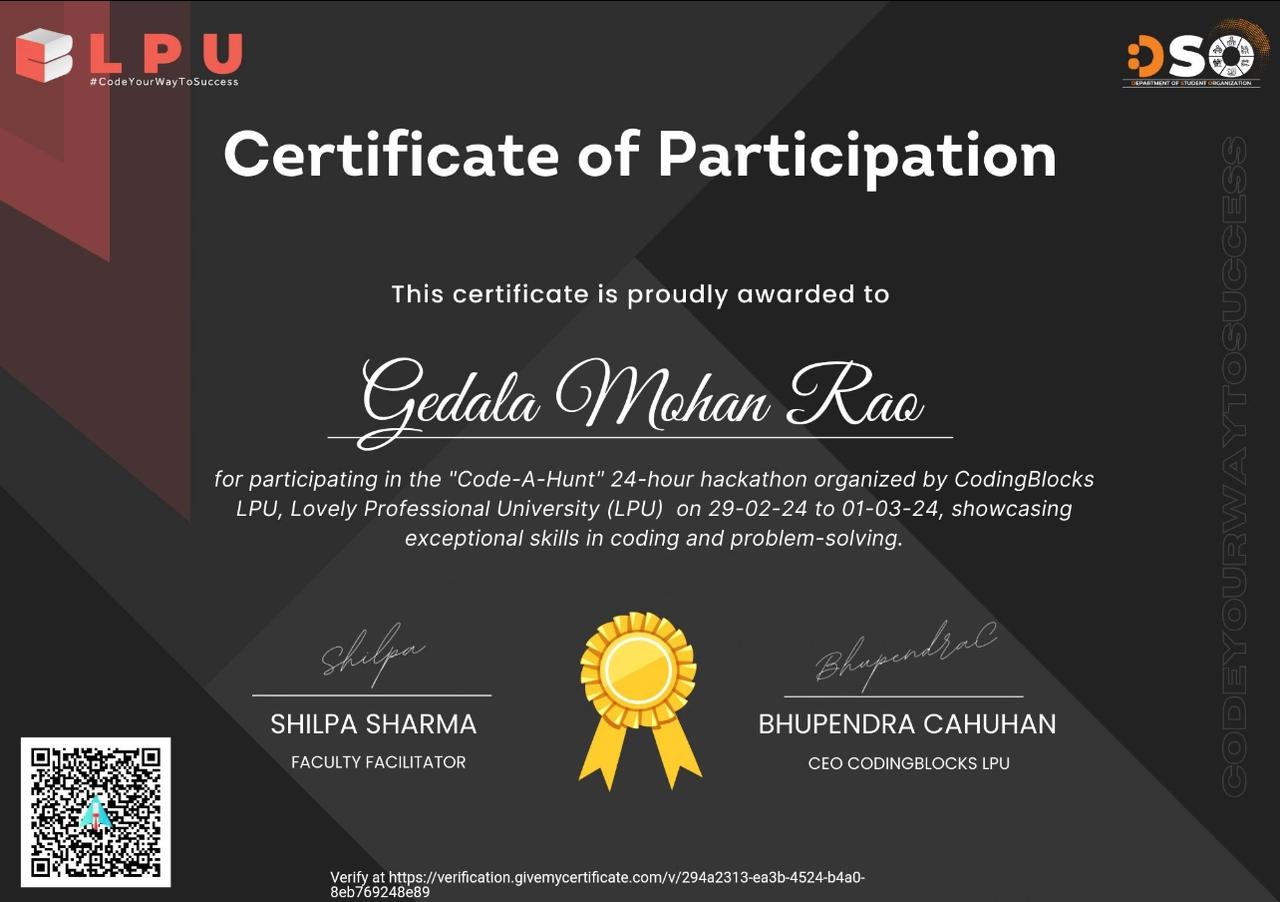 LPU
#CodeYourWayToSuccess
DSO
DEPARTMENT OF STUDENT ORGANIZATION
Certificate of Participation
This certificate is proudly awarded to
Gedala Mohan Rao
for participating in the "Code-A-Hunt" 24-hour hackathon organized by CodingBlocks
LPU, Lovely Professional University (LPU) on 29-02-24 to 01-03-24, showcasing
exceptional skills in coding and problem-solving.
Shilpa
BhupendraC
SHILPA SHARMA
BHUPENDRA CAHUHAN
FACULTY FACILITATOR
CEO CODINGBLOCKS LPU
CODEYOURWAYTOSUCCESS
Verify at https://verification.givemycertificate.com/v/294a2313-ea3b-4524-b4a0-
8eb769248e89